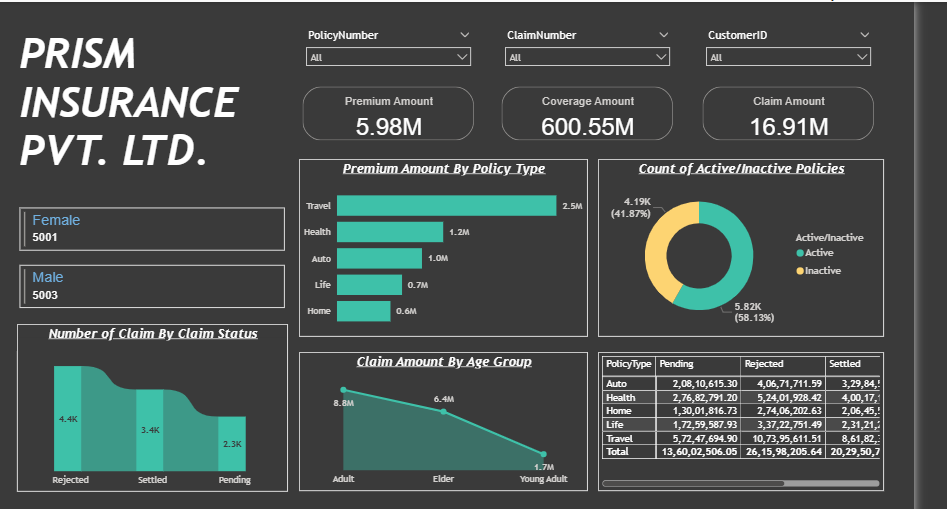 PRISM
INSURANCE
PVT. LTD.
PolicyNumber
All
ClaimNumber
All
CustomerID
All
Premium Amount
5.98M
Coverage Amount
600.55M
Claim Amount
16.91M
Female
5001
Male
5003
Number of Claim By Claim Status
4.4K
3.4K
2.3K
Rejected Settled Pending
Premium Amount By Policy Type
Travel 2.5M
Health 1.2M
Auto 1.0M
Life 0.7M
Home 0.6M
Count of Active/Inactive Policies
4.19K
(41.87%)
Active/Inactive
Active
Inactive
5.82K
(58.13%)
Claim Amount By Age Group
8.8M
6.4M
1.7M
Adult Elder Young Adult
PolicyType Pending Rejected Settled
Auto 2,08,10,615.30 4,06,71,711.59 3,29,84,
Health 2,76,82,791.20 5,24,01,928.42 4,00,17,
Home 1,30,01,816.73 2,74,06,202.63 2,06,45,
Life 1,72,59,587.93 3,37,22,751.49 2,31,21,
Travel 5,72,47,694.90 10,73,95,611.51 8,61,82,
Total 13,60,02,506.05 26,15,98,205.64 20,29,50,7